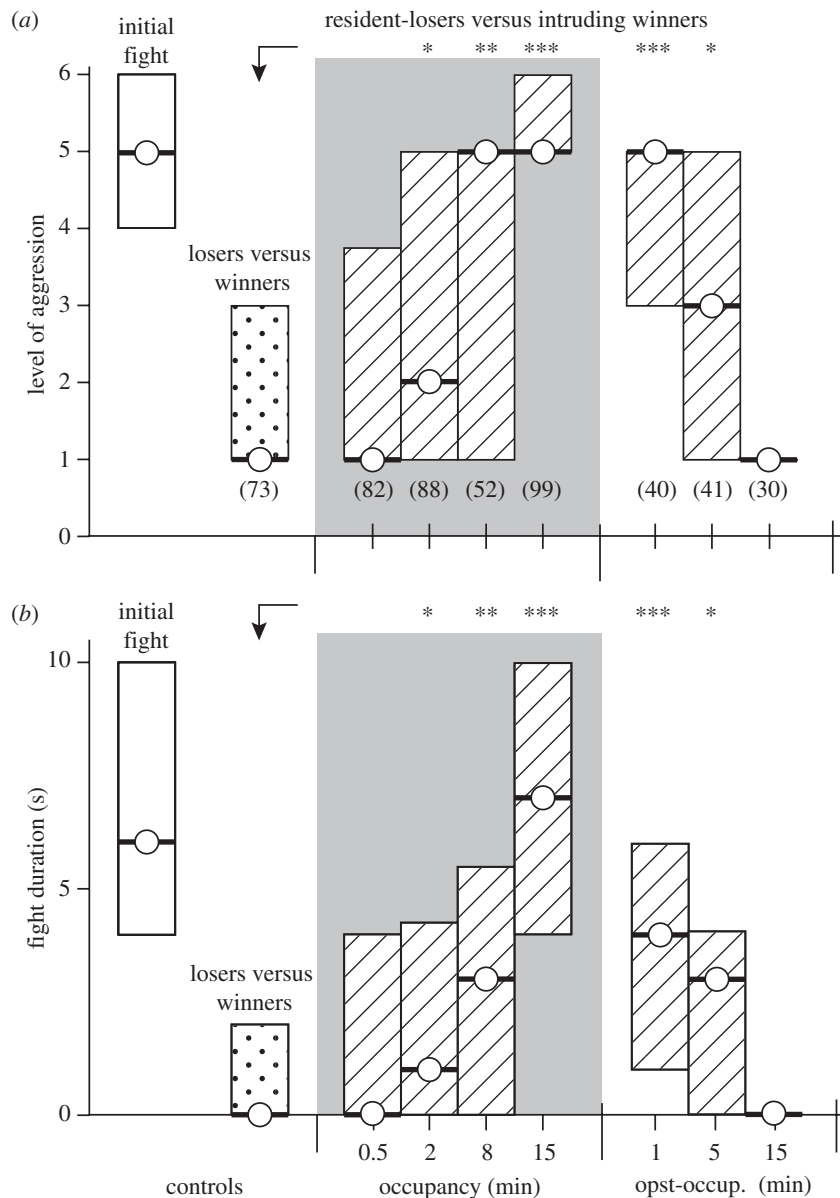 (a)
initial
fight
resident-losers versus intruding winners
* ** *** *** *
losers versus
winners
level of aggression
6
5
4
3
2
1
0
(73) (82) (88) (52) (99) (40) (41) (30)
(b)
initial
fight
* ** *** *** *
losers versus
winners
fight duration (s)
10
5
0
0.5 2 8 15 1 5 15
controls occupancy (min) opst-occup. (min)